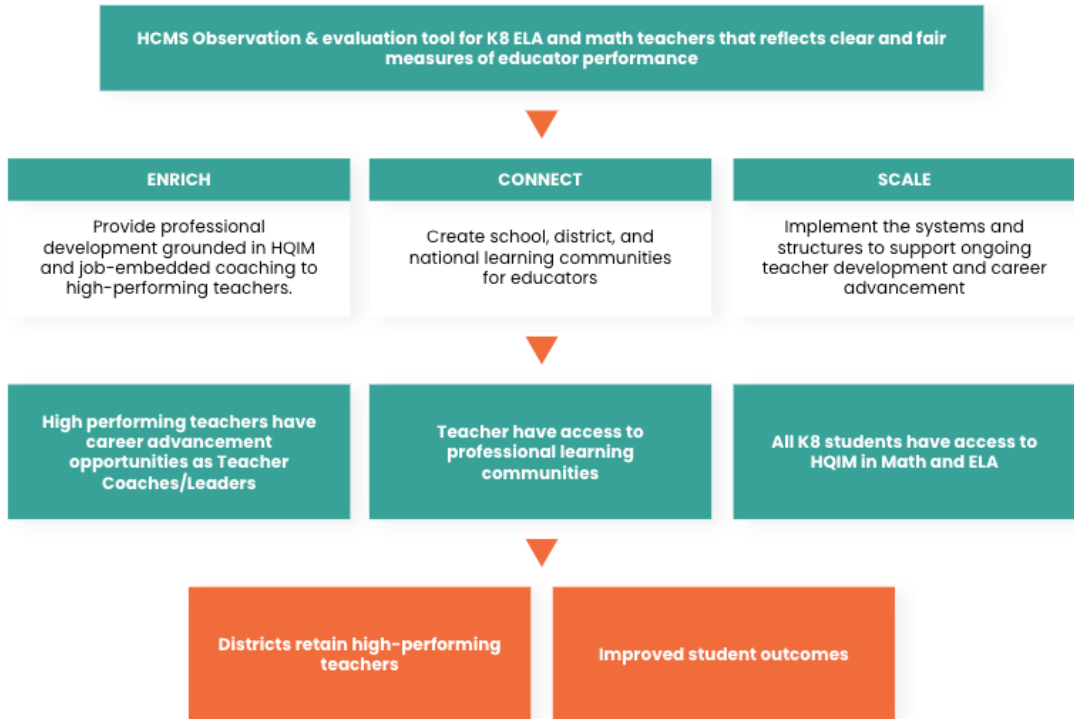 HCMS Observation & evaluation tool for K8 ELA and math teachers that reflects clear and fair
measures of educator performance
ENRICH
Provide professional
development grounded in HQIM
and job-embedded coaching to
high-performing teachers.
CONNECT
Create school, district, and
national learning communities
for educators
SCALE
Implement the systems and
structures to support ongoing
teacher development and career
advancement
High performing teachers have
career advancement
opportunities as Teacher
Coaches/Leaders
Teacher have access to
professional learning
communities
All K8 students have access to
HQIM in Math and ELA
Districts retain high-performing
teachers
Improved student outcomes